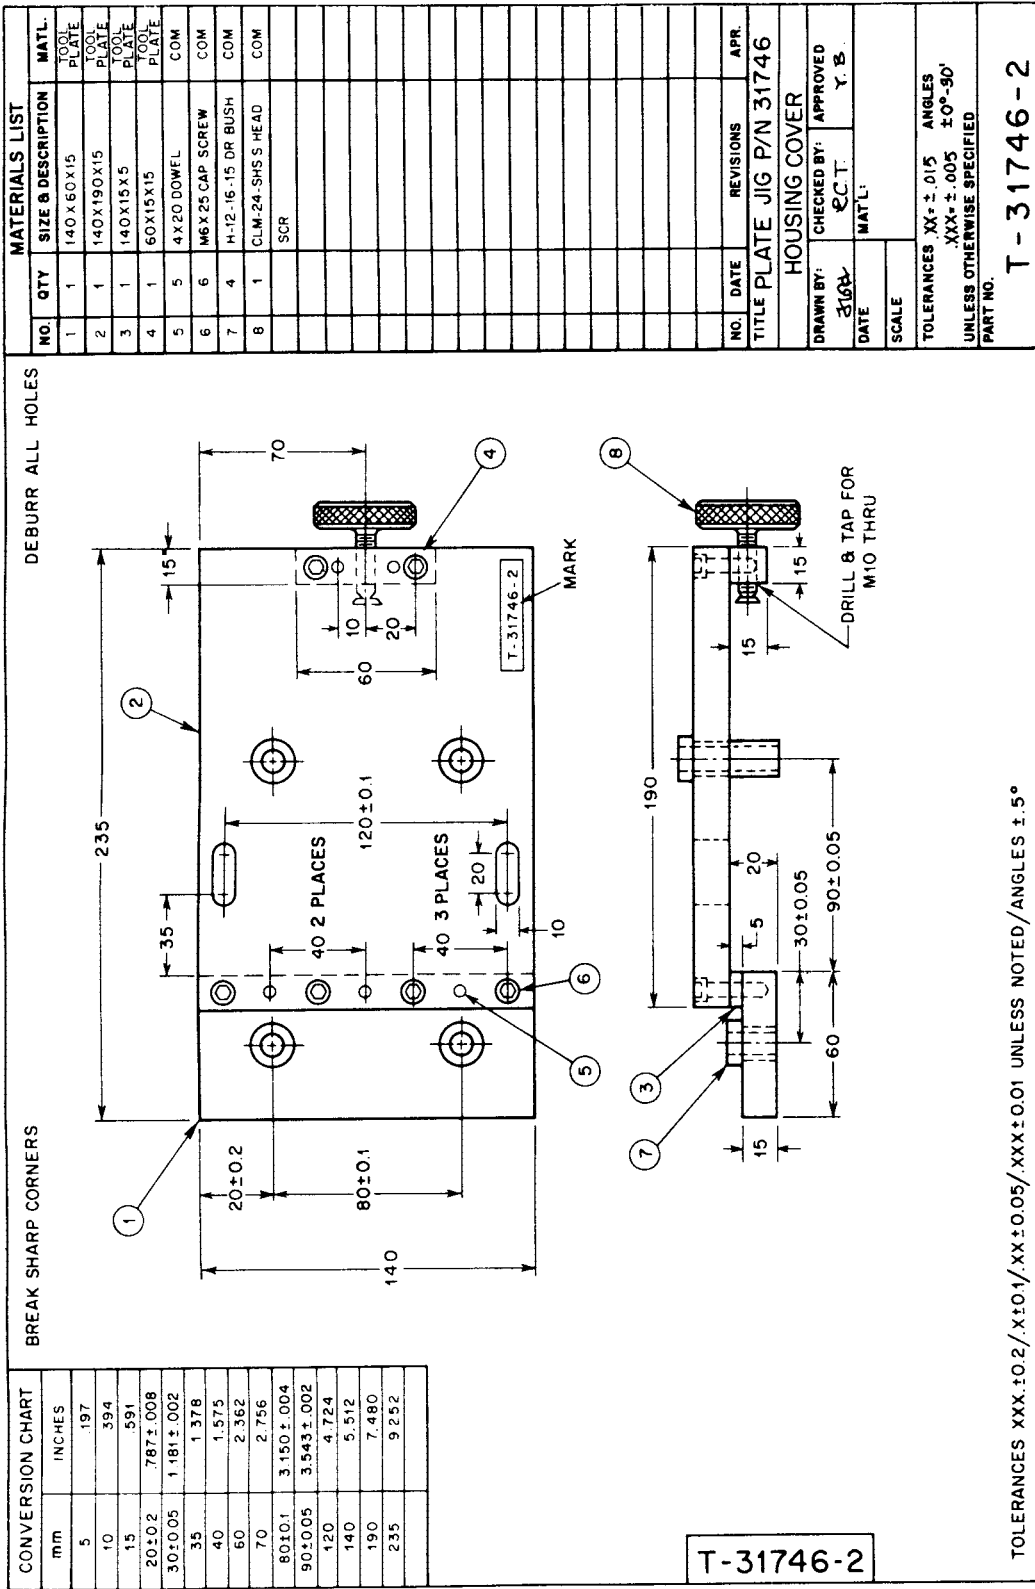 CONVERSION CHART
mm INCHES
5 .197
10 .394
15 .591
20±0.2 .787±.008
30±0.05 1.181±.002
35 1.378
40 1.575
60 2.362
70 2.756
80±0.1 3.150±.004
90±0.05 3.543±.002
120 4.724
140 5.512
190 7.480
235 9.252
BREAK SHARP CORNERS
DEBURR ALL HOLES
235
1
2
35
15
70
20±0.2
80±0.1
140
40 2 PLACES
120±0.1
40 3 PLACES
20
10
10
20
60
T-31746-2
MARK
4
5
6
7
3
8
190
15
60
30±0.05
90±0.05
5
20
15
15
DRILL & TAP FOR
M10 THRU
T-31746-2
TOLERANCES XXX.±0.2/.X±0.1/.XX±0.05/.XXX±0.01 UNLESS NOTED/ANGLES ±.5°
MATERIALS LIST
NO. QTY SIZE & DESCRIPTION MATL.
1 1 140X60X15 TOOL PLATE
2 1 140X190X15 TOOL PLATE
3 1 140X15X5 TOOL PLATE
4 1 60X15X15 TOOL PLATE
5 5 4X20 DOWEL COM
6 6 M6X25 CAP SCREW COM
7 4 H-12-16-15 DR BUSH COM
8 1 CLM-24-SHS S HEAD COM
SCR
NO. DATE REVISIONS APR.
TITLE PLATE JIG P/N 31746
HOUSING COVER
DRAWN BY: CHECKED BY: R.C.T. APPROVED Y.B.
DATE MAT'L:
SCALE
TOLERANCES .XX=±.015 ANGLES
.XXX=±.005 ±0°-30'
UNLESS OTHERWISE SPECIFIED
PART NO.
T-31746-2